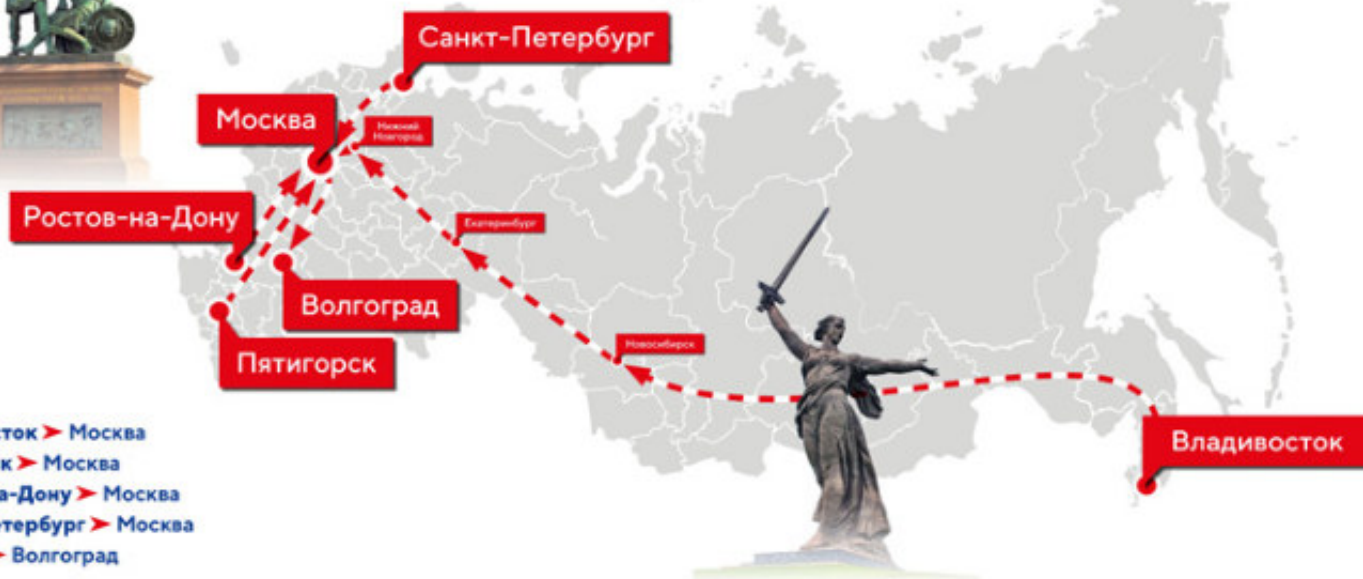 Санкт-Петербург
Москва
Нижний
Новгород
Ростов-на-Дону
Екатеринбург
Волгоград
Новосибирск
Пятигорск
Владивосток
сток ➤ Москва
к ➤ Москва
а-Дону ➤ Москва
тербург ➤ Москва
➤ Волгоград